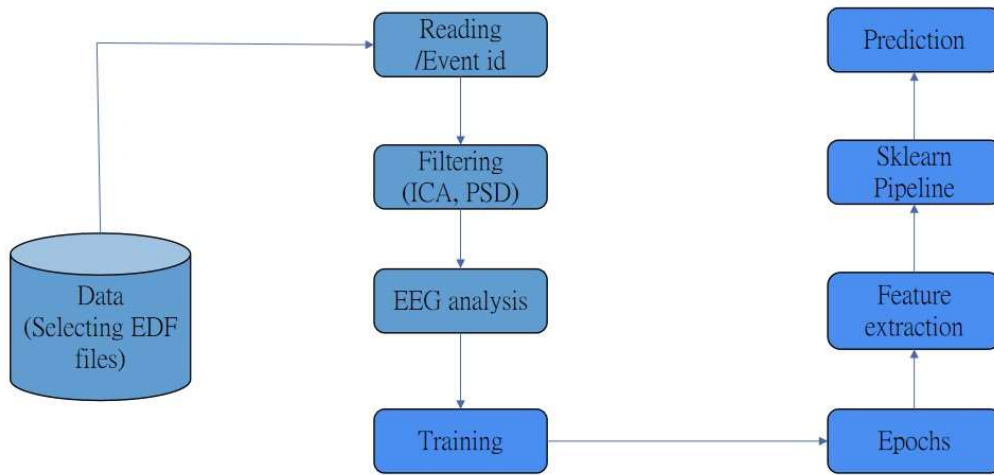 Data
(Selecting EDF
files)
Reading
/Event id
Filtering
(ICA, PSD)
EEG analysis
Training
Epochs
Feature
extraction
Sklearn
Pipeline
Prediction